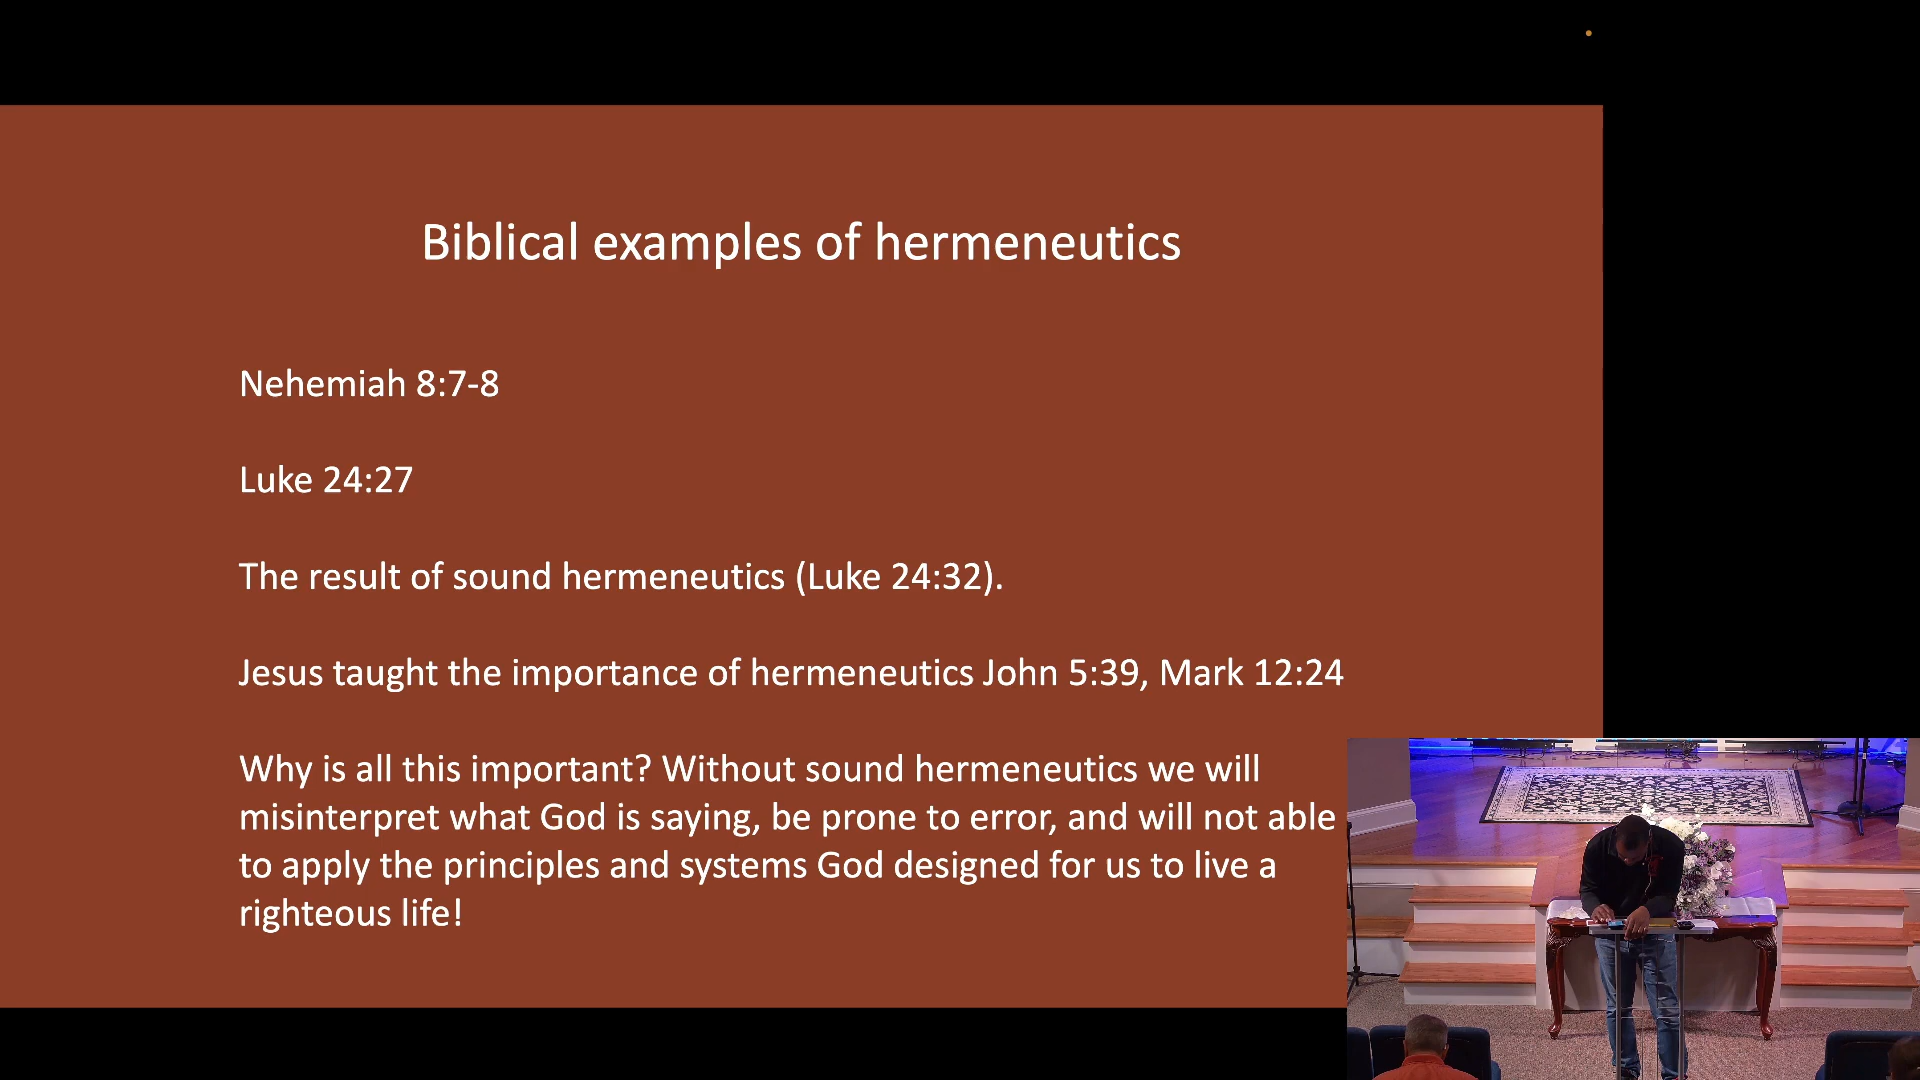 Biblical examples of hermeneutics
Nehemiah 8:7-8
Luke 24:27
The result of sound hermeneutics (Luke 24:32).
Jesus taught the importance of hermeneutics John 5:39, Mark 12:24
Why is all this important? Without sound hermeneutics we will
misinterpret what God is saying, be prone to error, and will not able
to apply the principles and systems God designed for us to live a
righteous life!